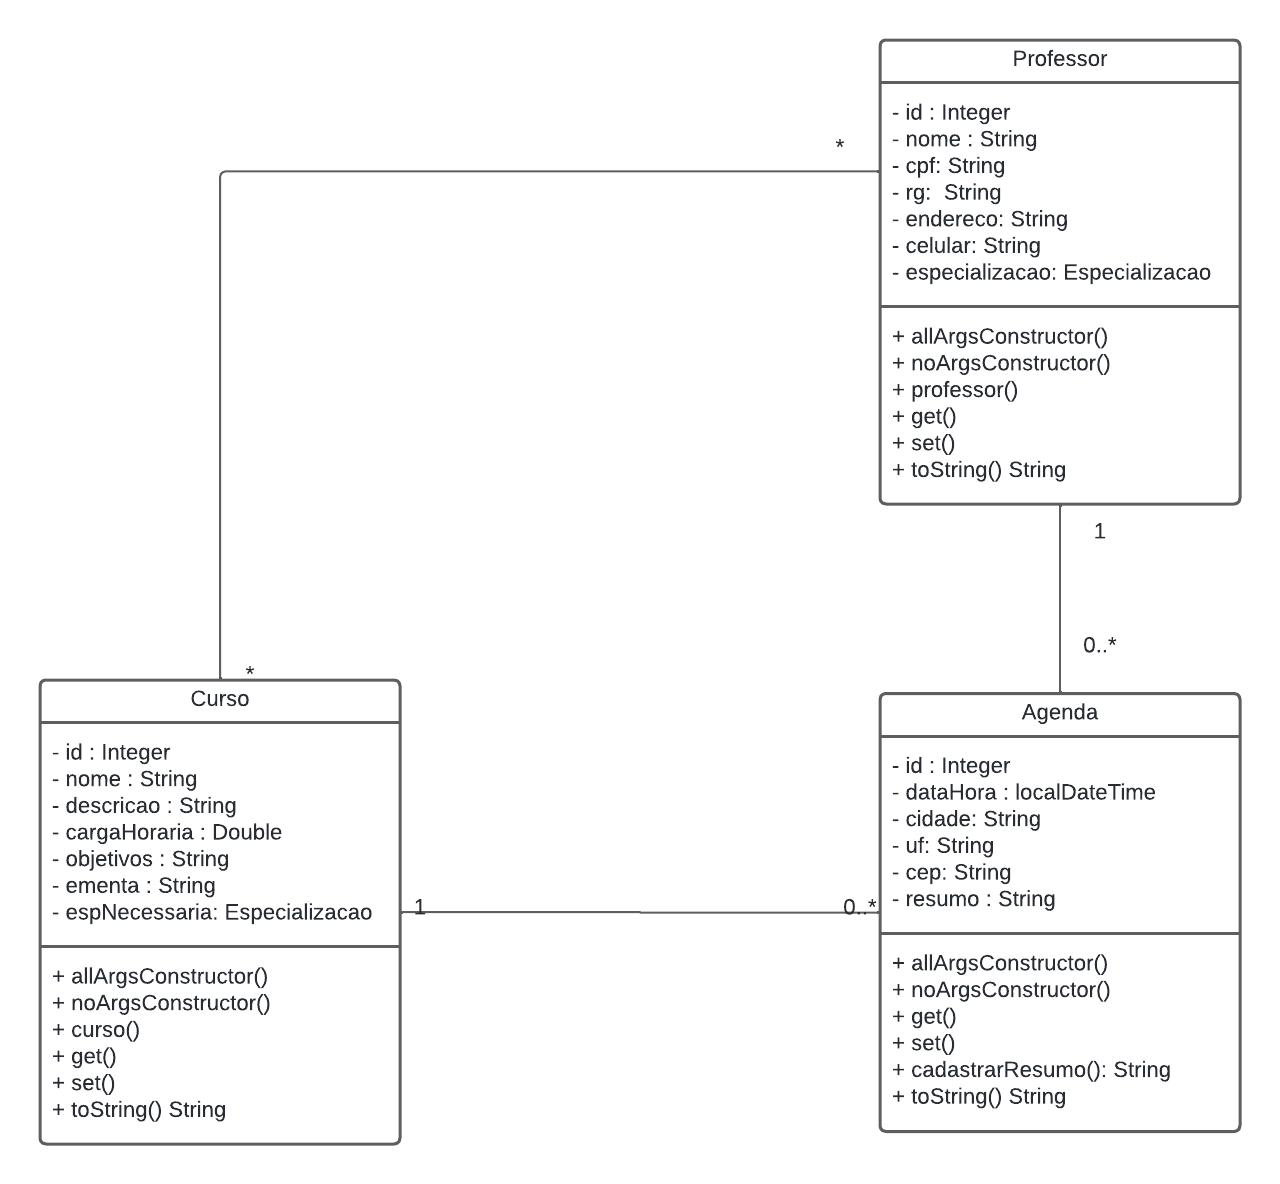 Professor
- id : Integer
- nome : String
- cpf: String
- rg:  String
- endereco: String
- celular: String
- especializacao: Especializacao
+ allArgsConstructor()
+ noArgsConstructor()
+ professor()
+ get()
+ set()
+ toString() String
*
1
0..*
*
Curso
- id : Integer
- nome : String
- descricao : String
- cargaHoraria : Double
- objetivos : String
- ementa : String
- espNecessaria: Especializacao
+ allArgsConstructor()
+ noArgsConstructor()
+ curso()
+ get()
+ set()
+ toString() String
1
0..*
Agenda
- id : Integer
- dataHora : localDateTime
- cidade: String
- uf: String
- cep: String
- resumo : String
+ allArgsConstructor()
+ noArgsConstructor()
+ get()
+ set()
+ cadastrarResumo(): String
+ toString() String